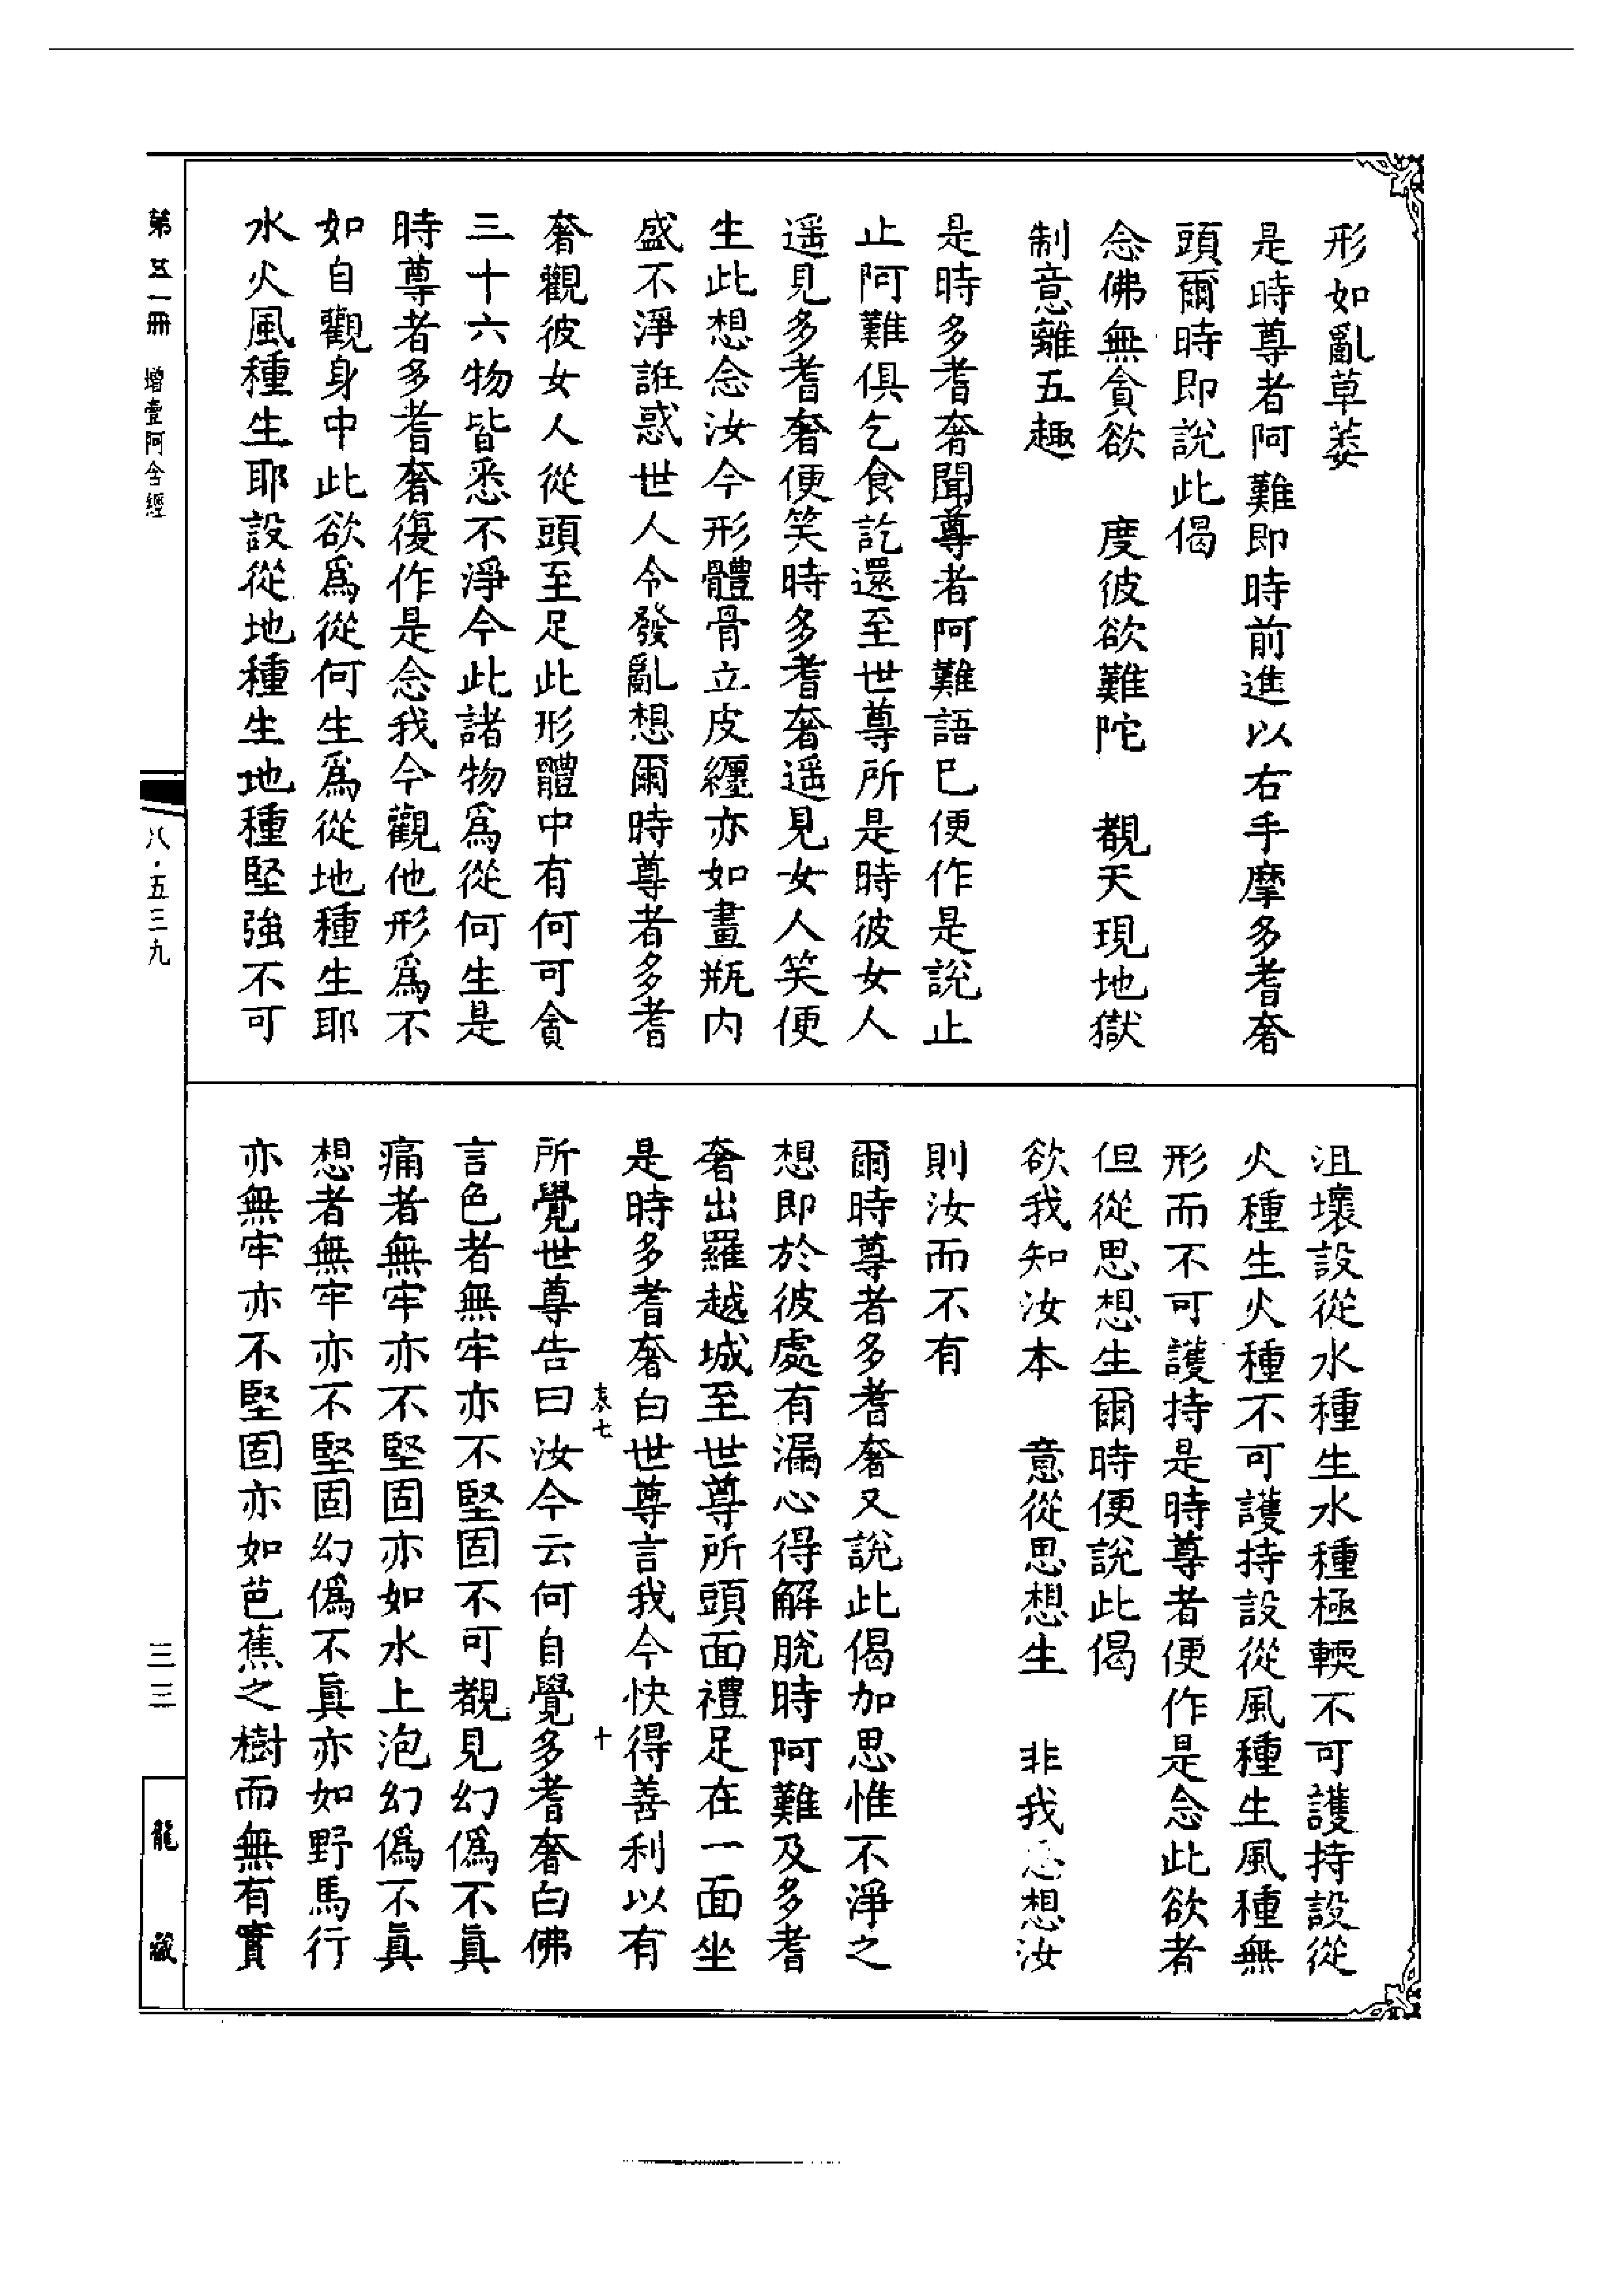 形如亂草萎
是時尊者阿難即時前進以右手摩多耆奢
頭爾時即說此偈
念佛無貪欲　度彼欲難陀　覩天現地獄
制意離五趣
是時多耆奢聞尊者阿難語已便作是說止
止阿難俱乞食訖還至世尊所是時彼女人
遥見多耆奢便笑時多耆奢遥見女人笑便
生此想念汝今形體骨立皮纏亦如畫瓶内
盛不淨誑惑世人令發亂想爾時尊者多耆
奢觀彼女人從頭至足此形體中有何可貪
三十六物皆悉不淨今此諸物爲從何生是
時尊者多耆奢復作是念我今觀他形爲不
如自觀身中此欲爲從何生爲從地種生耶
水火風種生耶設從地種生地種堅強不可
沮壞設從水種生水種極輭不可護持設從
火種生火種不可護持設從風種生風種無
形而不可護持是時尊者便作是念此欲者
但從思想生爾時便說此偈
欲我知汝本　意從思想生　非我思想汝
則汝而不有
爾時尊者多耆奢又說此偈加思惟不淨之
想即於彼處有漏心得解脫時阿難及多耆
奢出羅越城至世尊所頭面禮足在一面坐
是時多耆奢白世尊言我今快得善利以有
表七　十
所覺世尊告曰汝今云何自覺多耆奢白佛
言色者無牢亦不堅固不可覩見幻僞不真
痛者無牢亦不堅固亦如水上泡幻僞不真
想者無牢亦不堅固幻僞不真亦如野馬行
亦無牢亦不堅固亦如芭蕉之樹而無有實
第五一冊　增壹阿含經
八·五三九
三三
龍藏